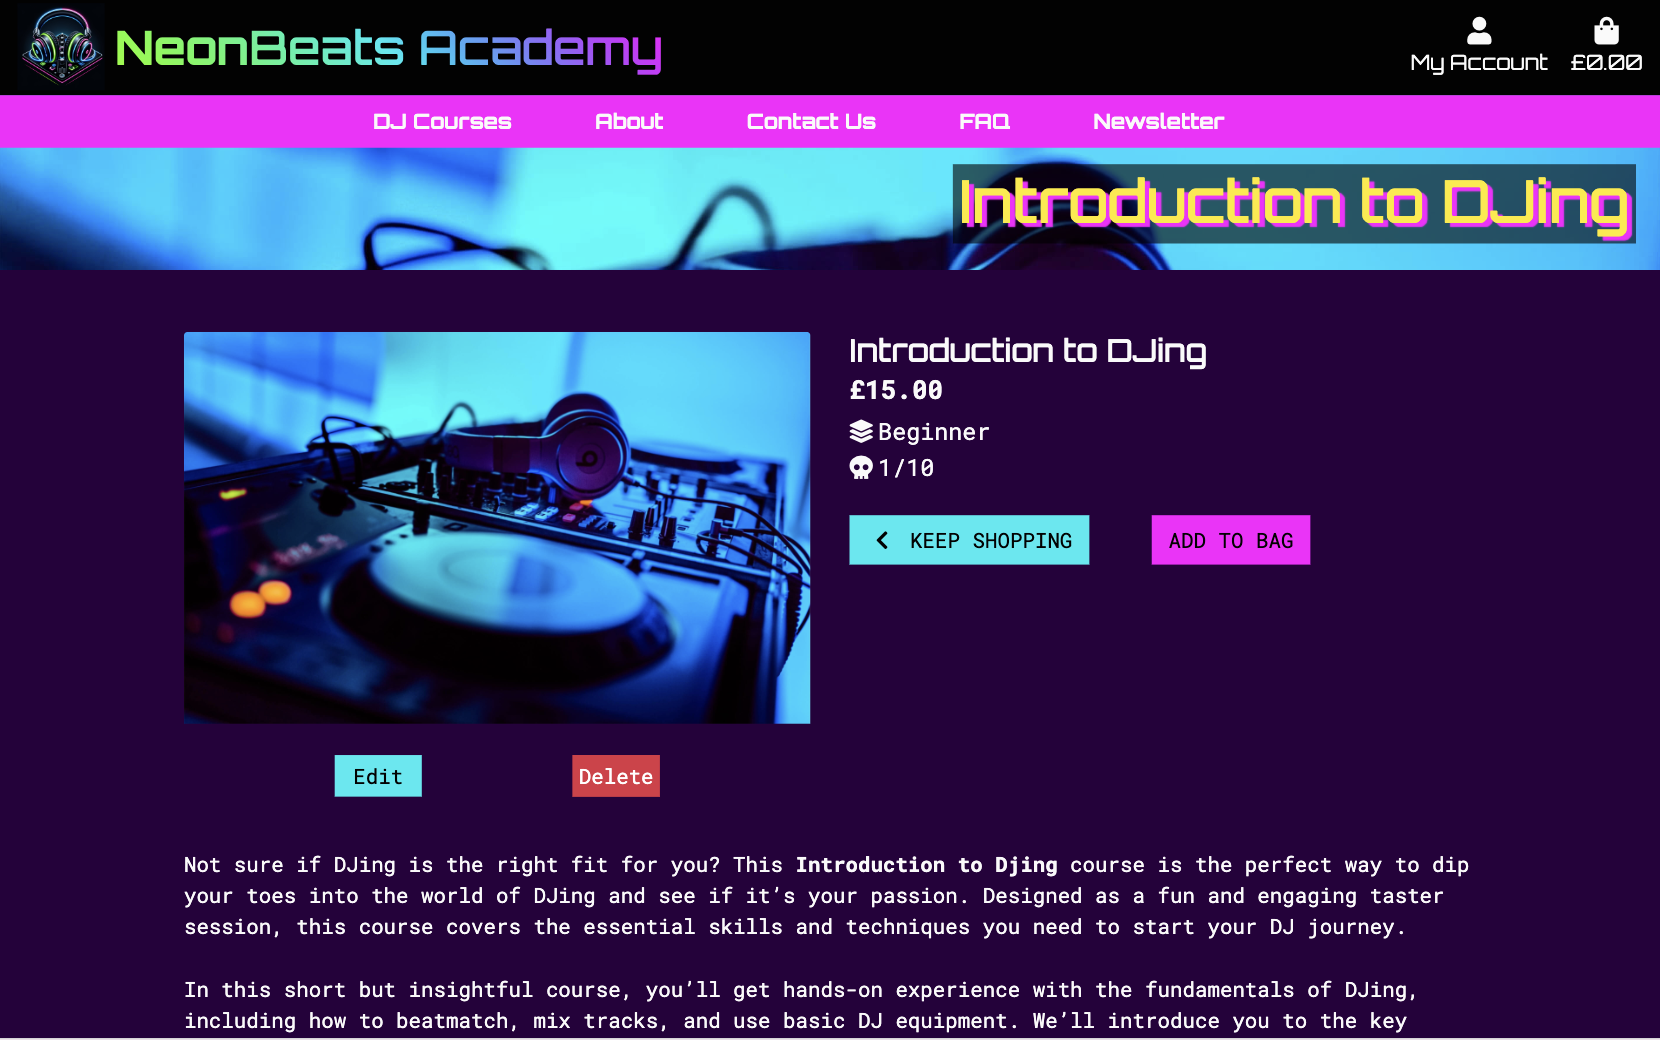 NeonBeats Academy
My Account
£0.00
DJ Courses
About
Contact Us
FAQ
Newsletter
Introduction to DJing
Introduction to DJing
£15.00
Beginner
1/10
KEEP SHOPPING
ADD TO BAG
Edit
Delete
Not sure if DJing is the right fit for you? This Introduction to Djing course is the perfect way to dip
your toes into the world of DJing and see if it’s your passion. Designed as a fun and engaging taster
session, this course covers the essential skills and techniques you need to start your DJ journey.
In this short but insightful course, you’ll get hands-on experience with the fundamentals of DJing,
including how to beatmatch, mix tracks, and use basic DJ equipment. We’ll introduce you to the key